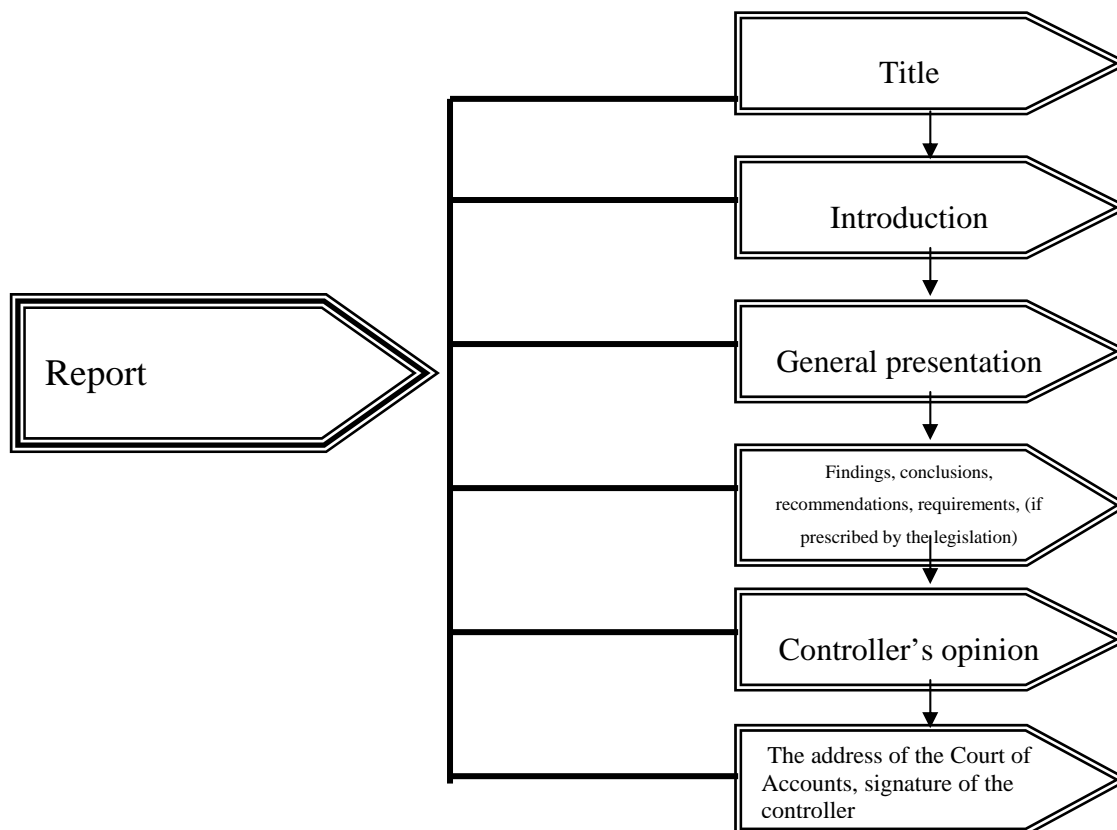 Title
Introduction
Report
General presentation
Findings, conclusions,
recommendations, requirements, (if
prescribed by the legislation)
Controller’s opinion
The address of the Court of
Accounts, signature of the
controller